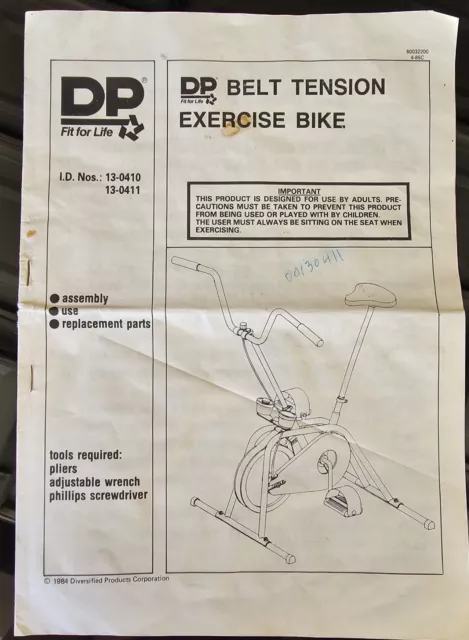 60032200
4-85C
DP®
Fit for Life
I.D. Nos.: 13-0410
13-0411
● assembly
● use
● replacement parts
tools required:
pliers
adjustable wrench
phillips screwdriver
DP® BELT TENSION
Fit for Life
EXERCISE BIKE
IMPORTANT
THIS PRODUCT IS DESIGNED FOR USE BY ADULTS. PRE-
CAUTIONS MUST BE TAKEN TO PREVENT THIS PRODUCT
FROM BEING USED OR PLAYED WITH BY CHILDREN.
THE USER MUST ALWAYS BE SITTING ON THE SEAT WHEN
EXERCISING.
00130411
© 1984 Diversified Products Corporation